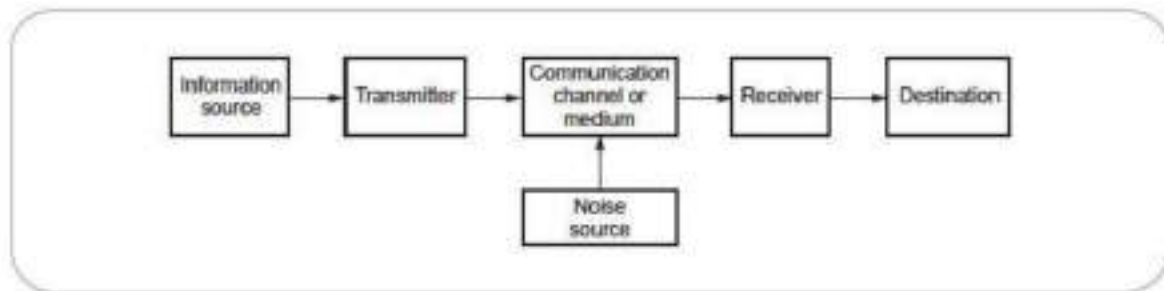 Information
source
Transmitter
Communication
channel or
medium
Receiver
Destination
Noise
source